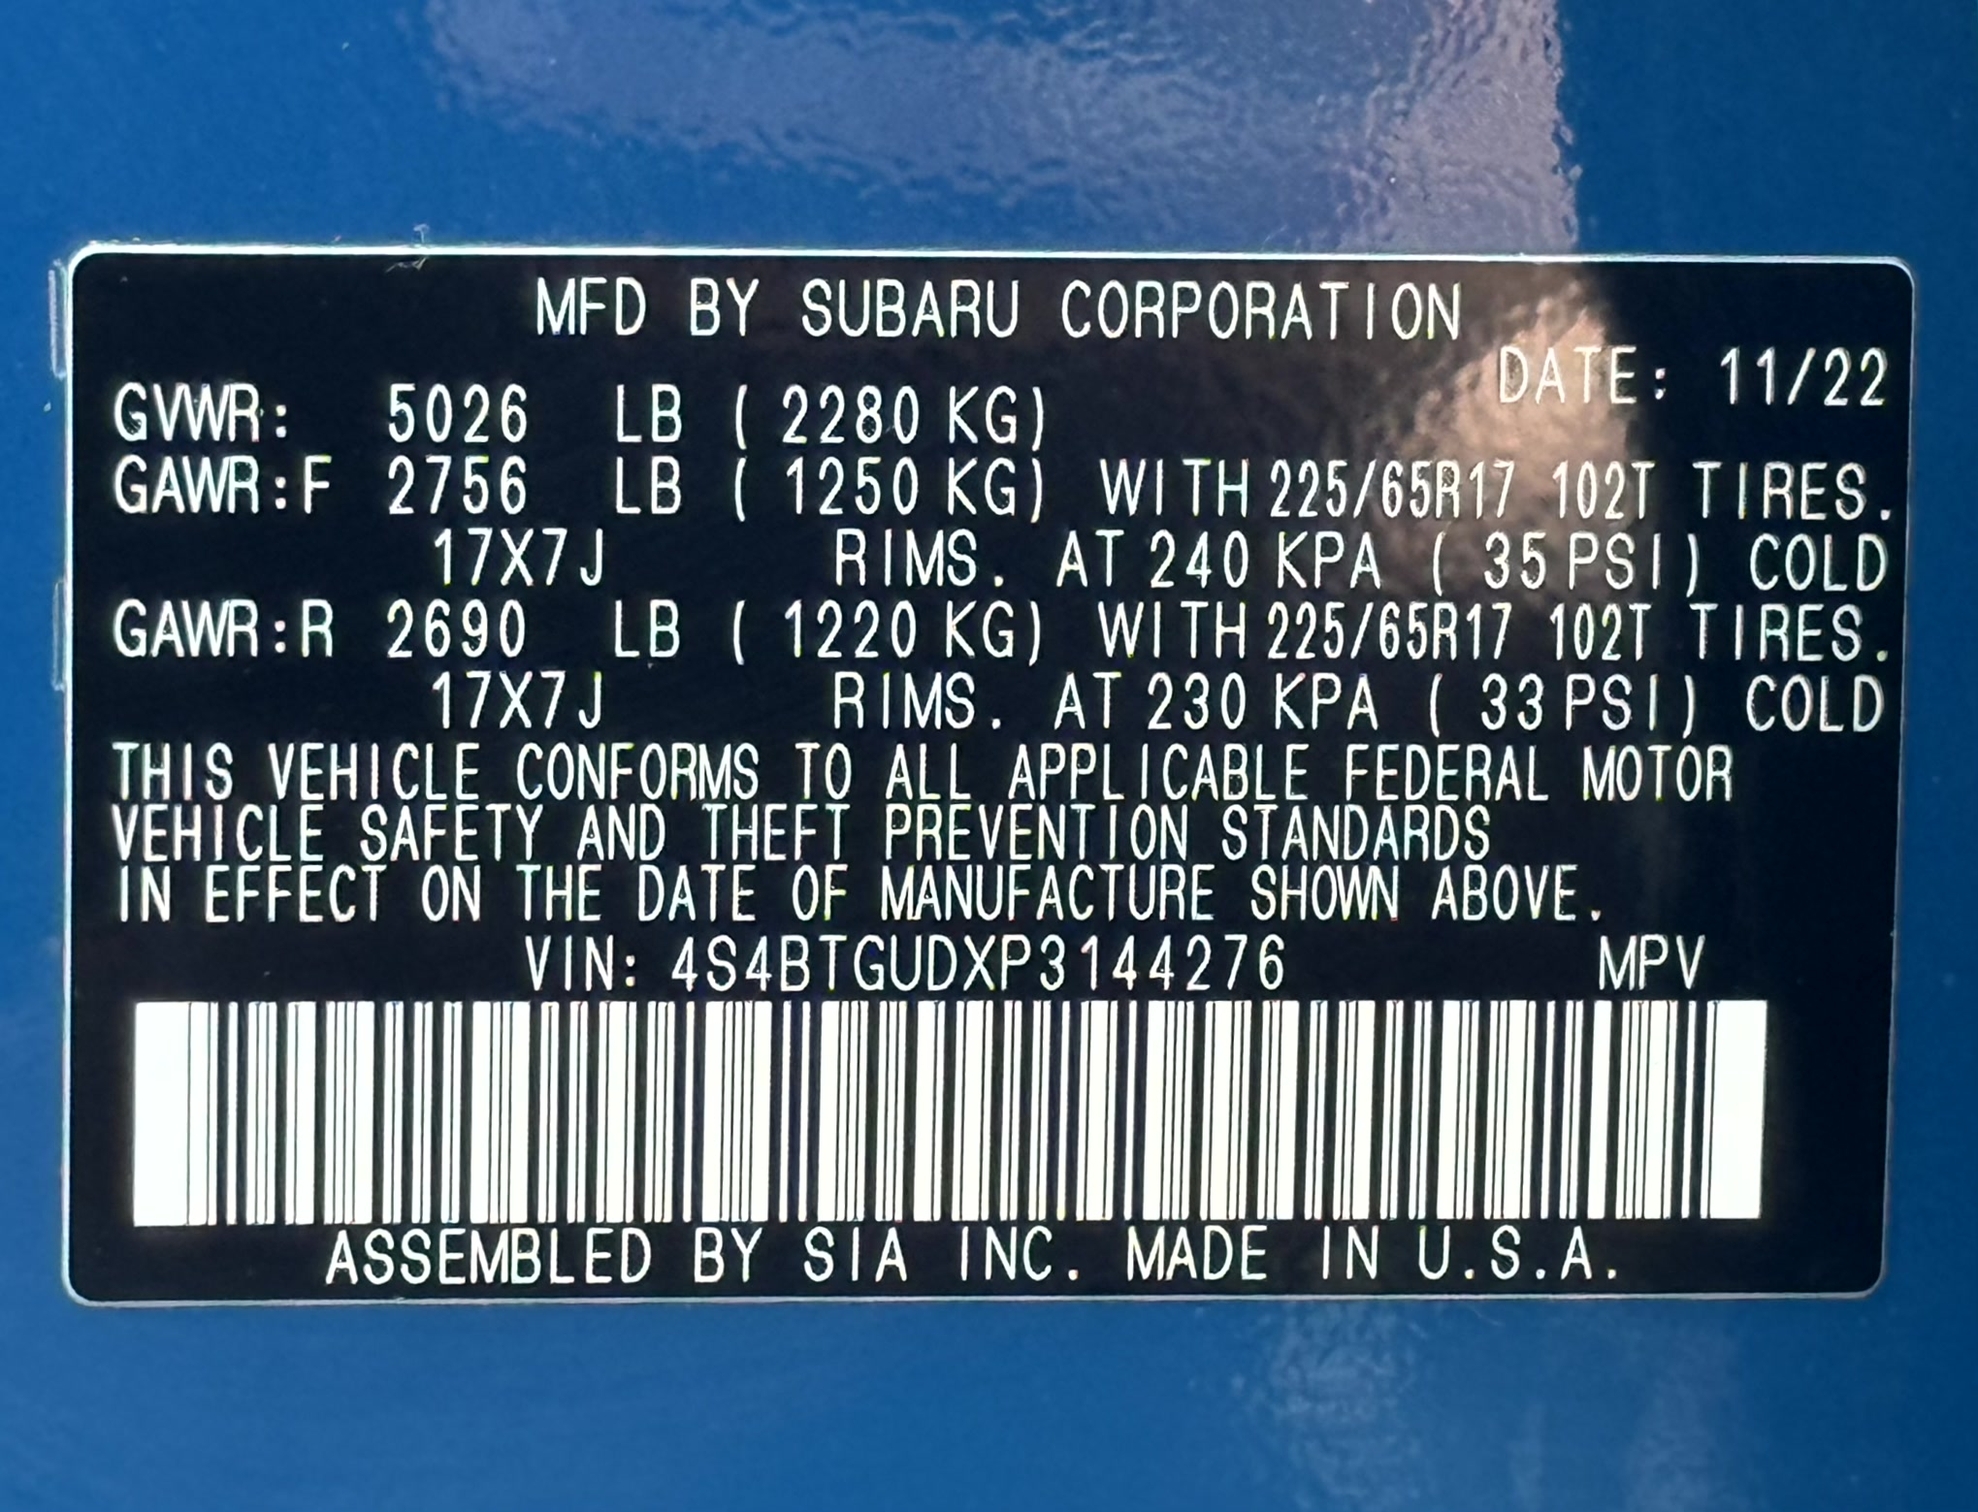 MFD BY SUBARU CORPORATION
DATE: 11/22
GVWR: 5026 LB ( 2280 KG)
GAWR:F 2756 LB ( 1250 KG) WITH 225/65R17 102T TIRES.
17X7J RIMS. AT 240 KPA ( 35 PSI) COLD
GAWR:R 2690 LB ( 1220 KG) WITH 225/65R17 102T TIRES.
17X7J RIMS. AT 230 KPA ( 33 PSI) COLD
THIS VEHICLE CONFORMS TO ALL APPLICABLE FEDERAL MOTOR
VEHICLE SAFETY AND THEFT PREVENTION STANDARDS
IN EFFECT ON THE DATE OF MANUFACTURE SHOWN ABOVE.
VIN: 4S4BTGUDXP3144276 MPV
ASSEMBLED BY SIA INC. MADE IN U.S.A.